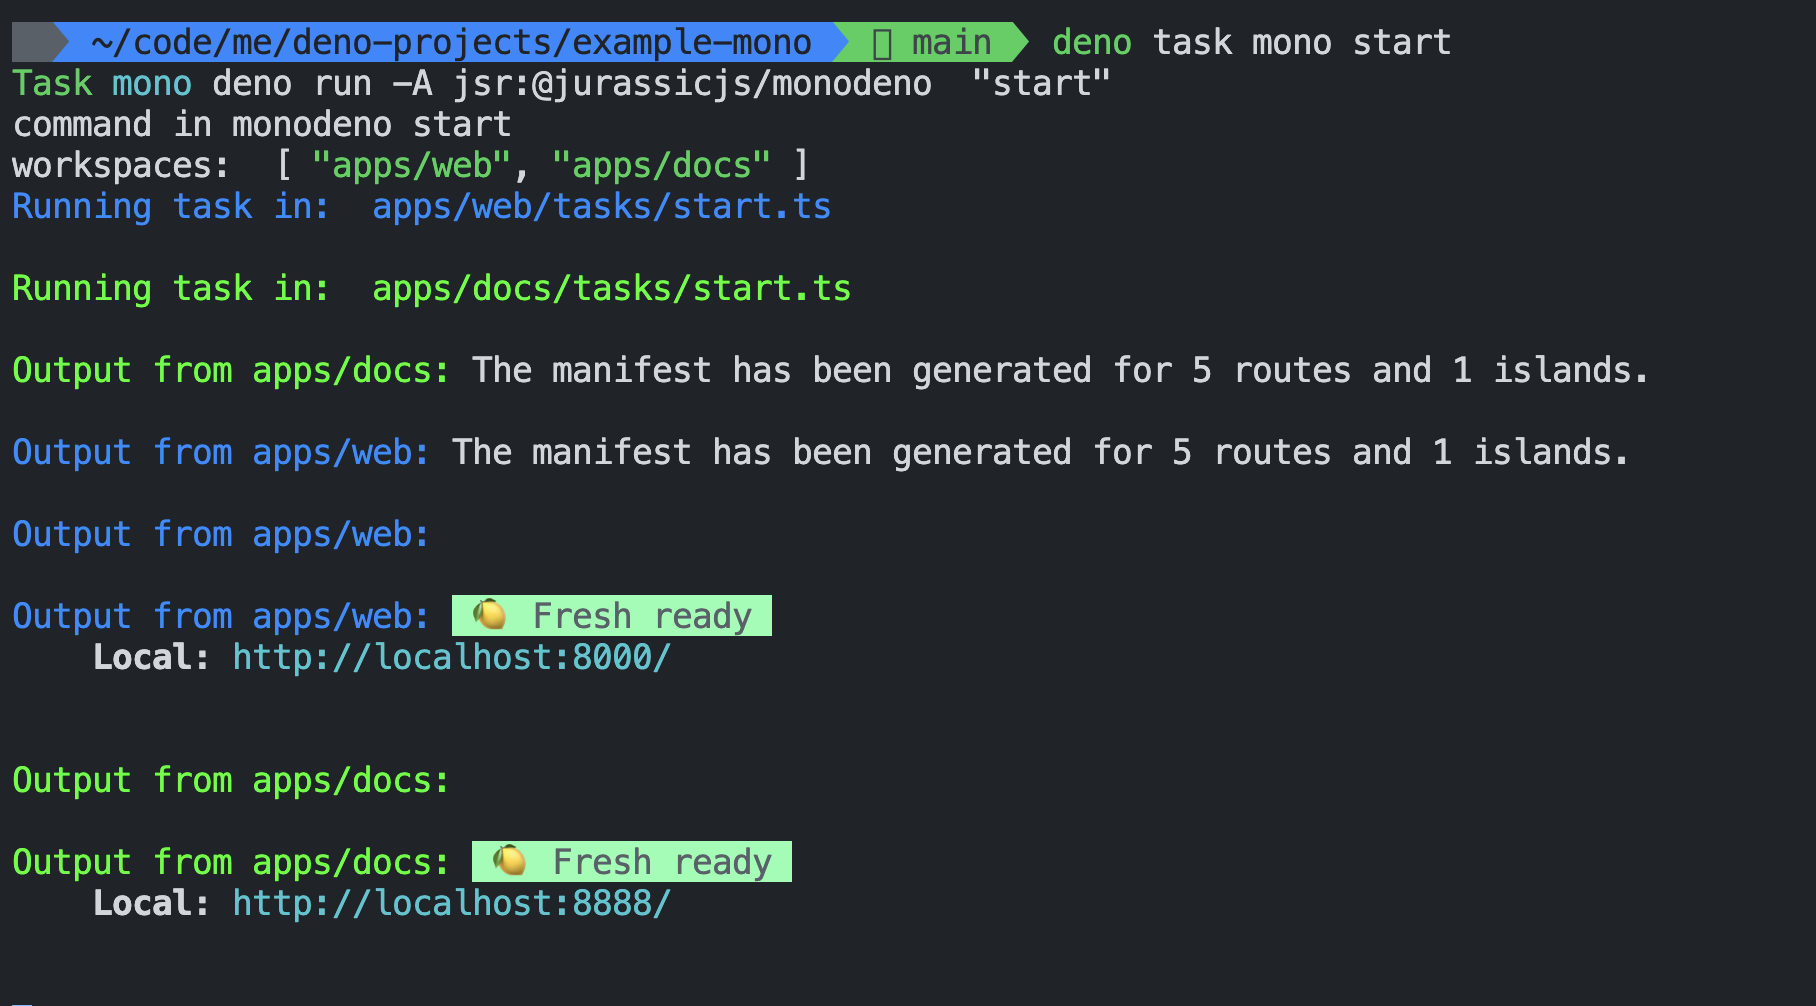 ~/code/me/deno-projects/example-mono main deno task mono start
Task mono deno run -A jsr:@jurassicjs/monodeno  "start"
command in monodeno start
workspaces:  [ "apps/web", "apps/docs" ]
Running task in:  apps/web/tasks/start.ts
Running task in:  apps/docs/tasks/start.ts
Output from apps/docs: The manifest has been generated for 5 routes and 1 islands.
Output from apps/web: The manifest has been generated for 5 routes and 1 islands.
Output from apps/web:
Output from apps/web: 🍋 Fresh ready
Local: http://localhost:8000/
Output from apps/docs:
Output from apps/docs: 🍋 Fresh ready
Local: http://localhost:8888/